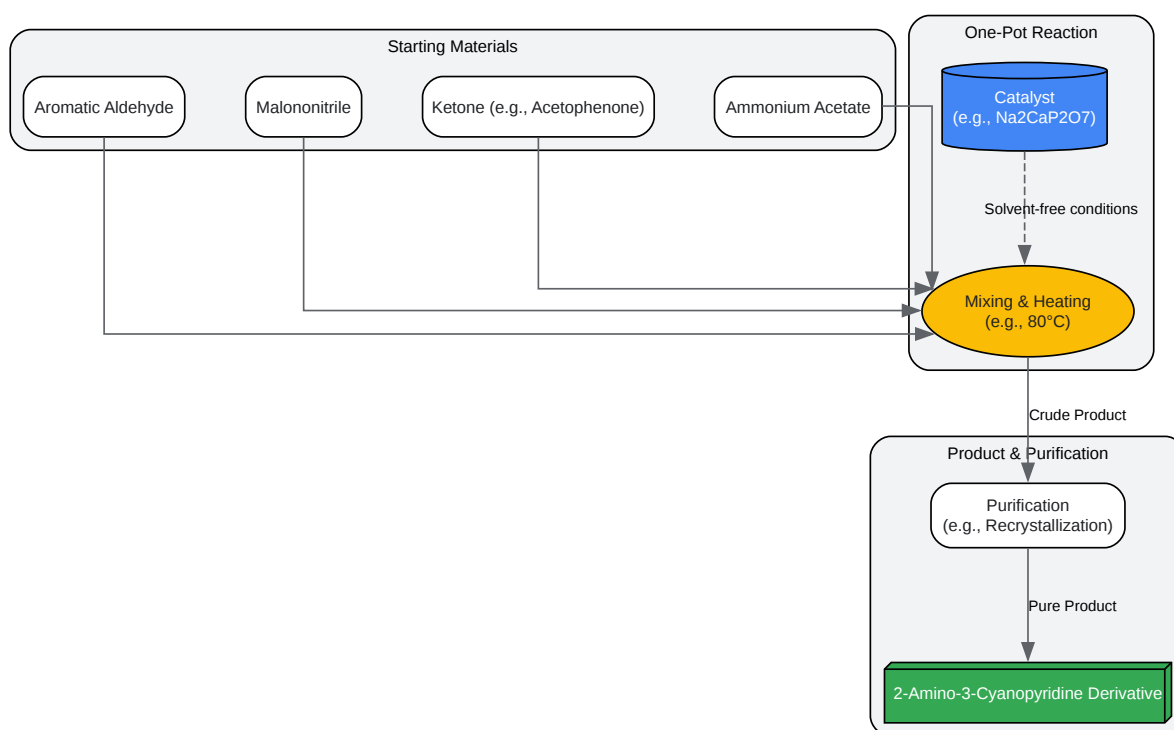 Starting Materials
Aromatic Aldehyde
Malononitrile
Ketone (e.g., Acetophenone)
Ammonium Acetate
One-Pot Reaction
Catalyst
(e.g., Na2CaP2O7)
Solvent-free conditions
Mixing & Heating
(e.g., 80°C)
Crude Product
Product & Purification
Purification
(e.g., Recrystallization)
Pure Product
2-Amino-3-Cyanopyridine Derivative